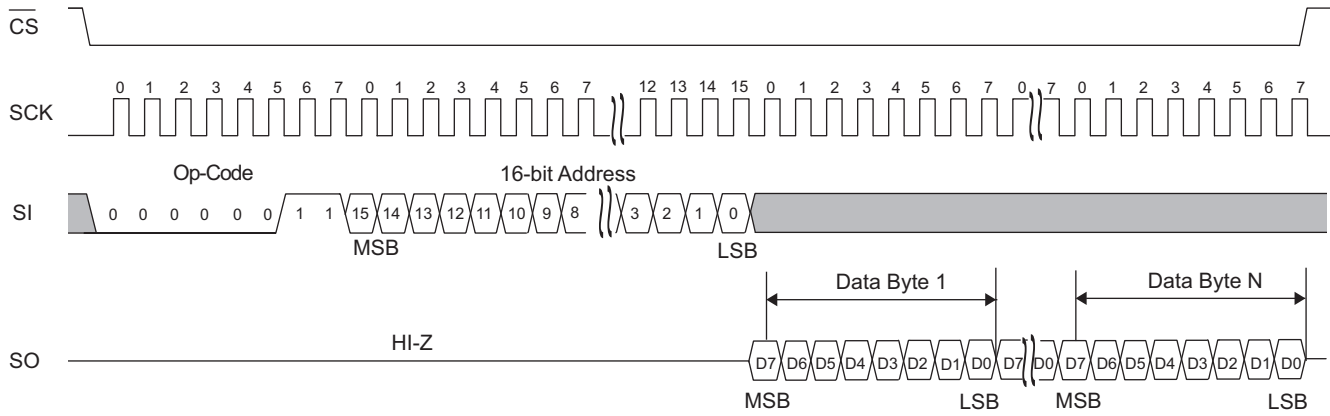 CS
0 1 2 3 4 5 6 7 0 1 2 3 4 5 6 7 12 13 14 15 0 1 2 3 4 5 6 7 0 7 0 1 2 3 4 5 6 7
SCK
Op-Code 16-bit Address
SI 0 0 0 0 0 0 1 1 15 14 13 12 11 10 9 8 3 2 1 0
MSB LSB
Data Byte 1 Data Byte N
HI-Z
SO D7 D6 D5 D4 D3 D2 D1 D0 D7 D0 D7 D6 D5 D4 D3 D2 D1 D0
MSB LSB MSB LSB